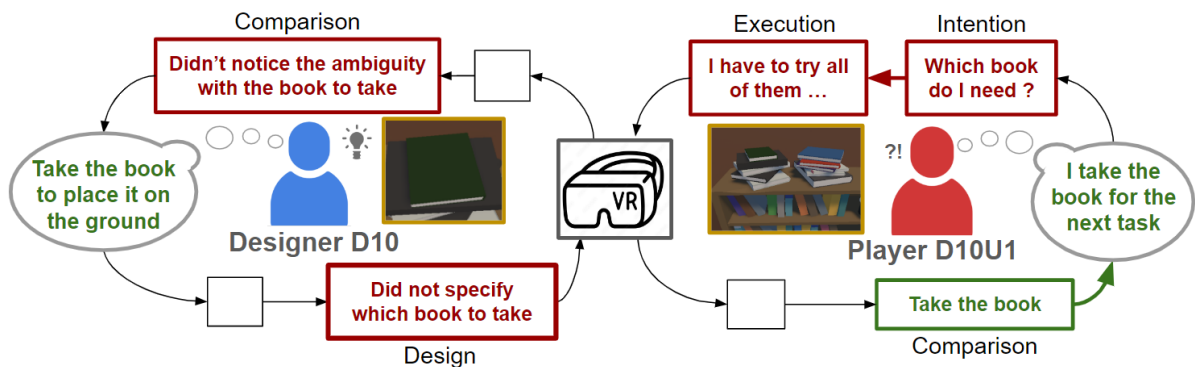 Comparison
Didn't notice the ambiguity
with the book to take
Take the book
to place it on
the ground
Designer D10
Did not specify
which book to take
Design
VR
Execution
I have to try all
of them ...
Intention
Which book
do I need ?
?!
I take the
book for the
next task
Player D10U1
Take the book
Comparison